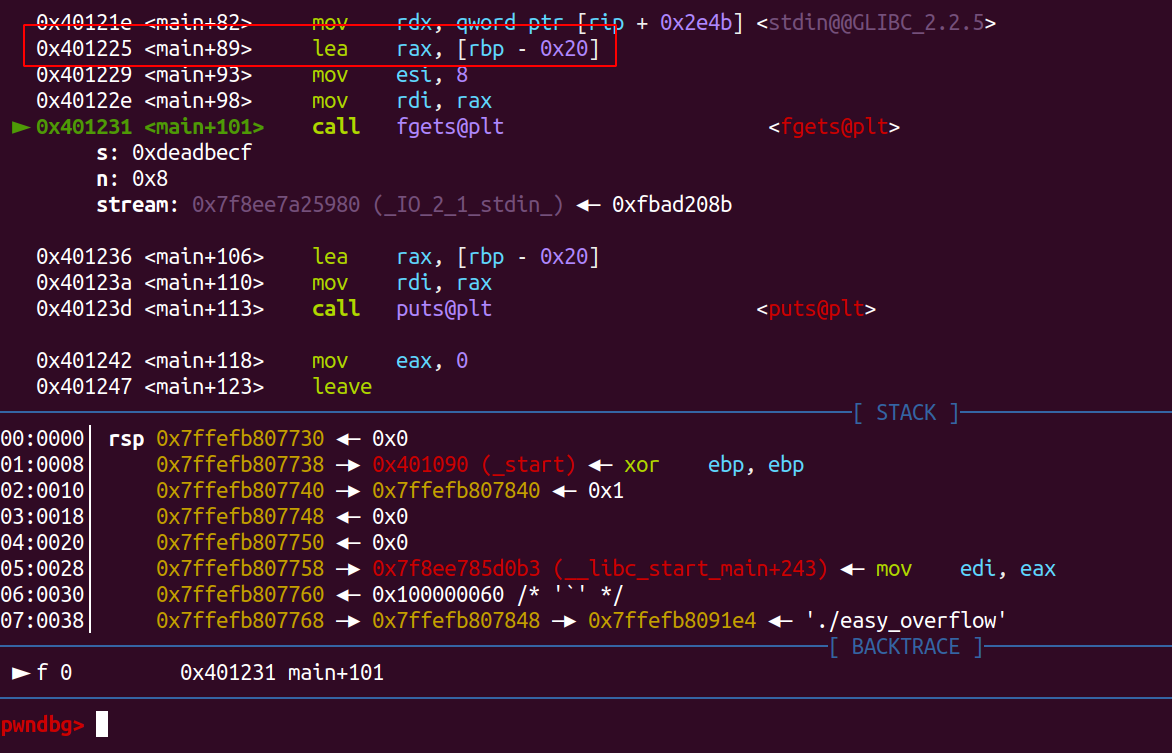 0x40121e <main+82> mov rdx, qword ptr [rip + 0x2e4b] <stdin@@GLIBC_2.2.5>
0x401225 <main+89> lea rax, [rbp - 0x20]
0x401229 <main+93> mov esi, 8
0x40122e <main+98> mov rdi, rax
► 0x401231 <main+101> call fgets@plt <fgets@plt>
s: 0xdeadbecf
n: 0x8
stream: 0x7f8ee7a25980 (_IO_2_1_stdin_) ◂— 0xfbad208b
0x401236 <main+106> lea rax, [rbp - 0x20]
0x40123a <main+110> mov rdi, rax
0x40123d <main+113> call puts@plt <puts@plt>
0x401242 <main+118> mov eax, 0
0x401247 <main+123> leave
[ STACK ]
00:0000│ rsp 0x7ffefb807730 ◂— 0x0
01:0008│ 0x7ffefb807738 —▸ 0x401090 (_start) ◂— xor ebp, ebp
02:0010│ 0x7ffefb807740 —▸ 0x7ffefb807840 ◂— 0x1
03:0018│ 0x7ffefb807748 ◂— 0x0
04:0020│ 0x7ffefb807750 ◂— 0x0
05:0028│ 0x7ffefb807758 —▸ 0x7f8ee785d0b3 (__libc_start_main+243) ◂— mov edi, eax
06:0030│ 0x7ffefb807760 ◂— 0x100000060 /* '`' */
07:0038│ 0x7ffefb807768 —▸ 0x7ffefb807848 —▸ 0x7ffefb8091e4 ◂— './easy_overflow'
[ BACKTRACE ]
► f 0 0x401231 main+101
pwndbg>